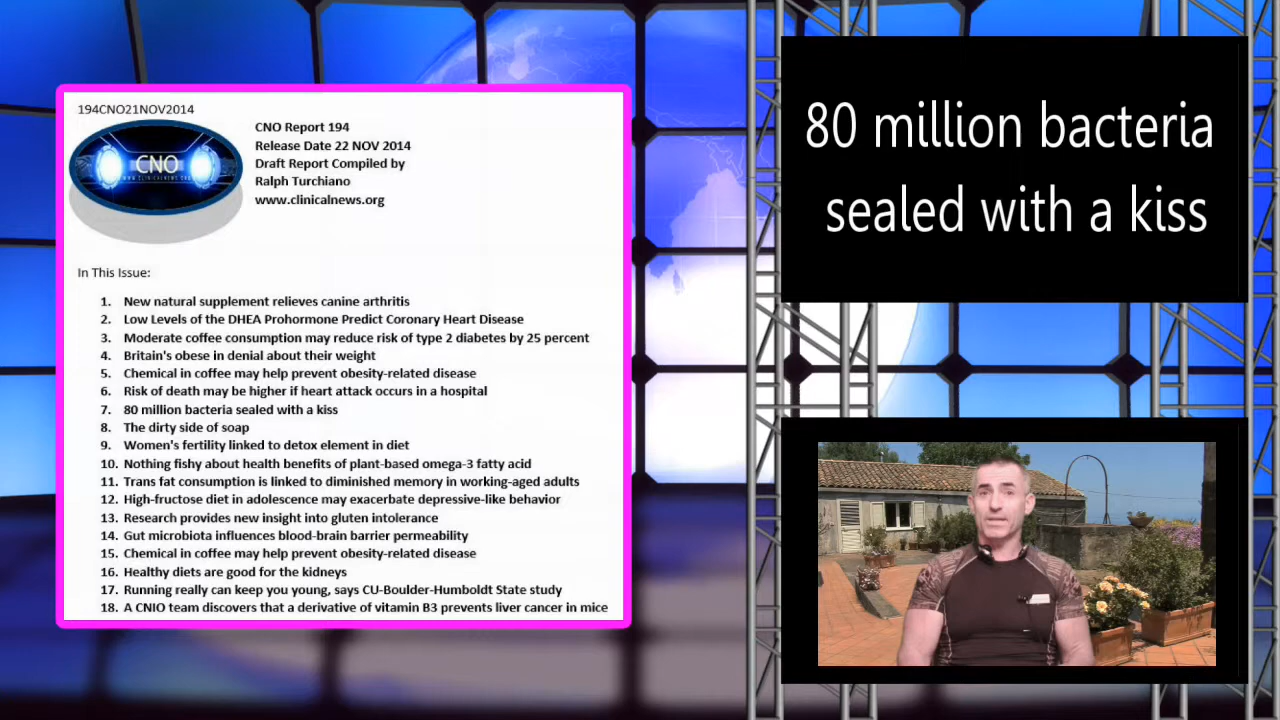 194CNO21NOV2014
CNO
CNO Report 194
Release Date 22 NOV 2014
Draft Report Compiled by
Ralph Turchiano
www.clinicalnews.org
In This Issue:
1. New natural supplement relieves canine arthritis
2. Low Levels of the DHEA Prohormone Predict Coronary Heart Disease
3. Moderate coffee consumption may reduce risk of type 2 diabetes by 25 percent
4. Britain's obese in denial about their weight
5. Chemical in coffee may help prevent obesity-related disease
6. Risk of death may be higher if heart attack occurs in a hospital
7. 80 million bacteria sealed with a kiss
8. The dirty side of soap
9. Women's fertility linked to detox element in diet
10. Nothing fishy about health benefits of plant-based omega-3 fatty acid
11. Trans fat consumption is linked to diminished memory in working-aged adults
12. High-fructose diet in adolescence may exacerbate depressive-like behavior
13. Research provides new insight into gluten intolerance
14. Gut microbiota influences blood-brain barrier permeability
15. Chemical in coffee may help prevent obesity-related disease
16. Healthy diets are good for the kidneys
17. Running really can keep you young, says CU-Boulder-Humboldt State study
18. A CNIO team discovers that a derivative of vitamin B3 prevents liver cancer in mice
80 million bacteria
sealed with a kiss